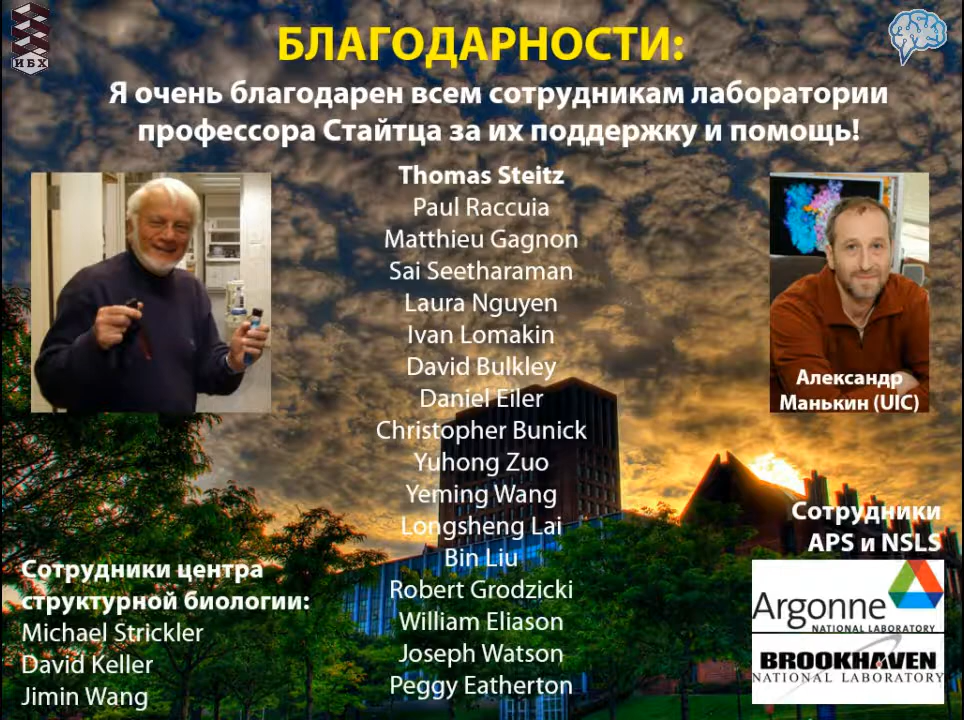 ИБХ
БЛАГОДАРНОСТИ:
Я очень благодарен всем сотрудникам лаборатории
профессора Стайтца за их поддержку и помощь!
Thomas Steitz
Paul Raccuia
Matthieu Gagnon
Sai Seetharaman
Laura Nguyen
Ivan Lomakin
David Bulkley
Daniel Eiler
Christopher Bunick
Yuhong Zuo
Yeming Wang
Longsheng Lai
Bin Liu
Robert Grodzicki
William Eliason
Joseph Watson
Peggy Eatherton
Александр
Манькин (UIC)
Сотрудники центра
структурной биологии:
Michael Strickler
David Keller
Jimin Wang
Сотрудники
APS и NSLS
Argonne
NATIONAL LABORATORY
BROOKHAVEN
NATIONAL LABORATORY